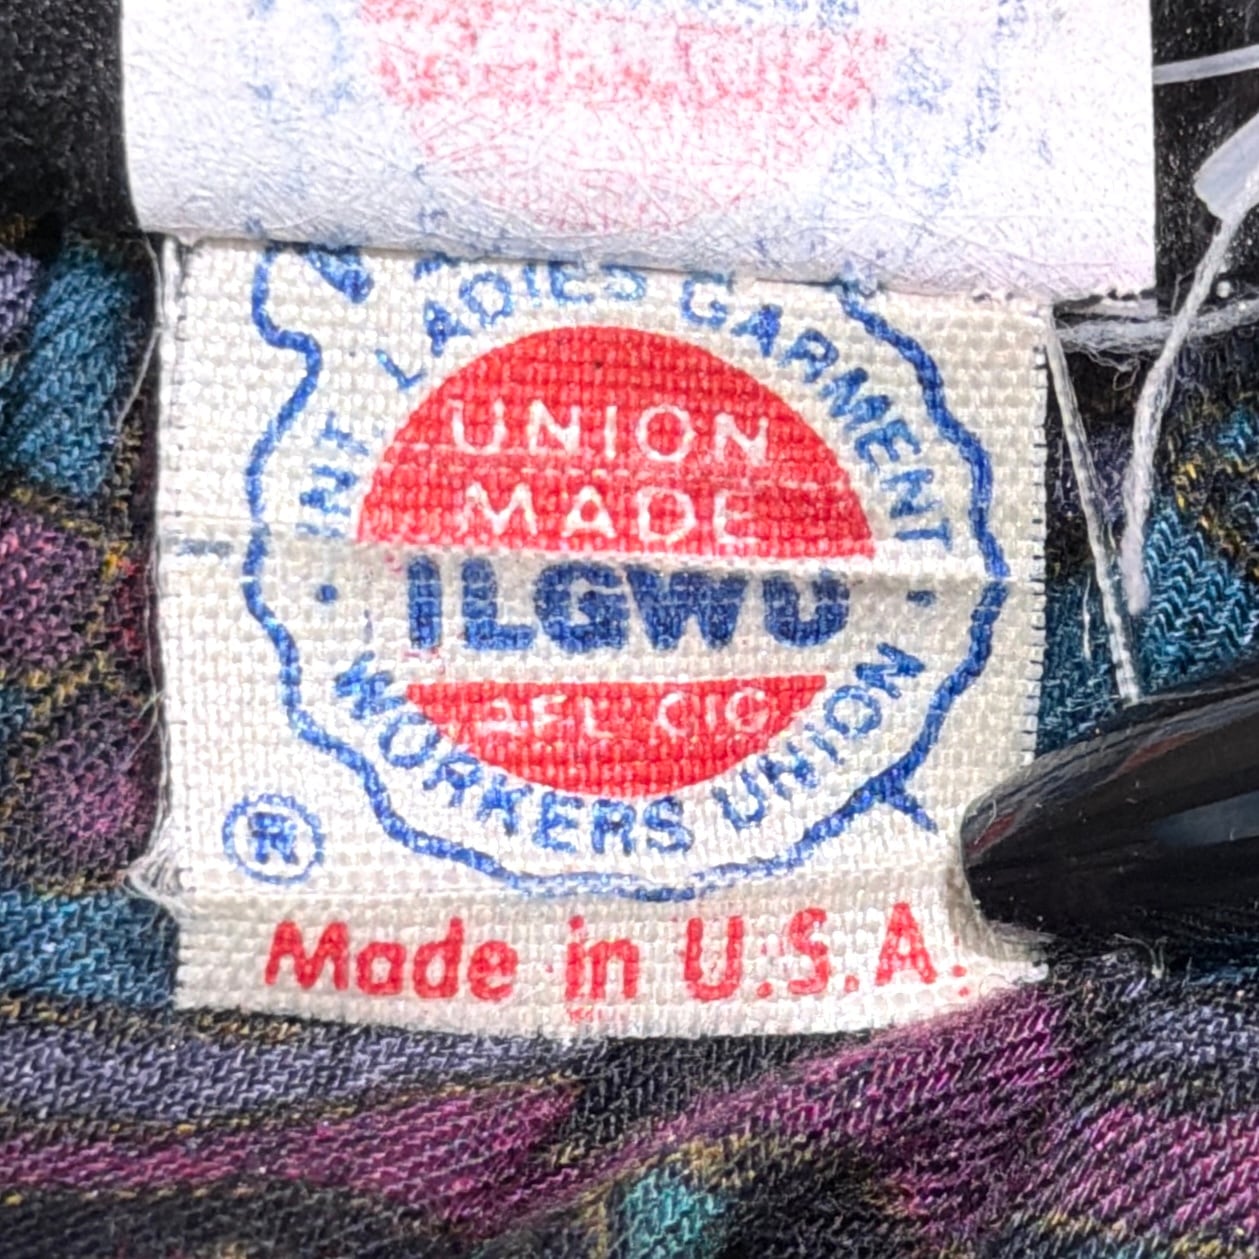 INT LADIES GARMENT
UNION
MADE
ILGWU
AFL CIO
WORKERS UNION
®
Made in U.S.A.